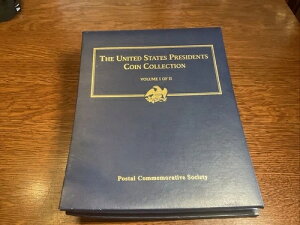 THE UNITED STATES PRESIDENTS
COIN COLLECTION
VOLUME I OF II
Postal Commemorative Society